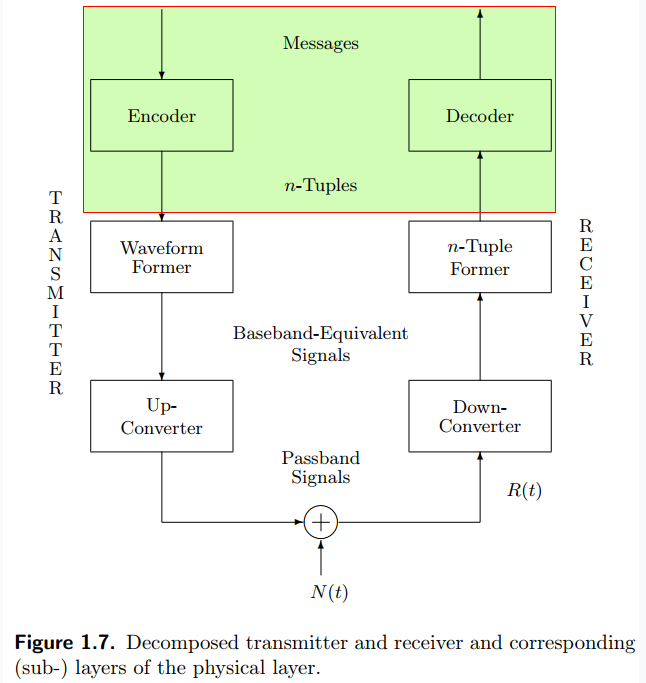 Messages
Encoder
Decoder
n-Tuples
TRANSMITTER
RECEIVER
Waveform
Former
n-Tuple
Former
Baseband-Equivalent
Signals
Up-
Converter
Down-
Converter
Passband
Signals
R(t)
+
N(t)
Figure 1.7. Decomposed transmitter and receiver and corresponding
(sub-) layers of the physical layer.